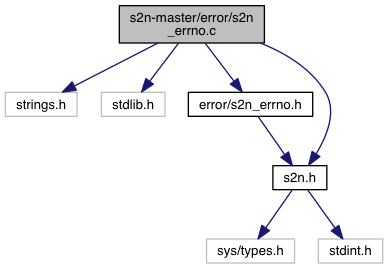 s2n-master/error/s2n
_errno.c
strings.h
stdlib.h
error/s2n_errno.h
s2n.h
sys/types.h
stdint.h